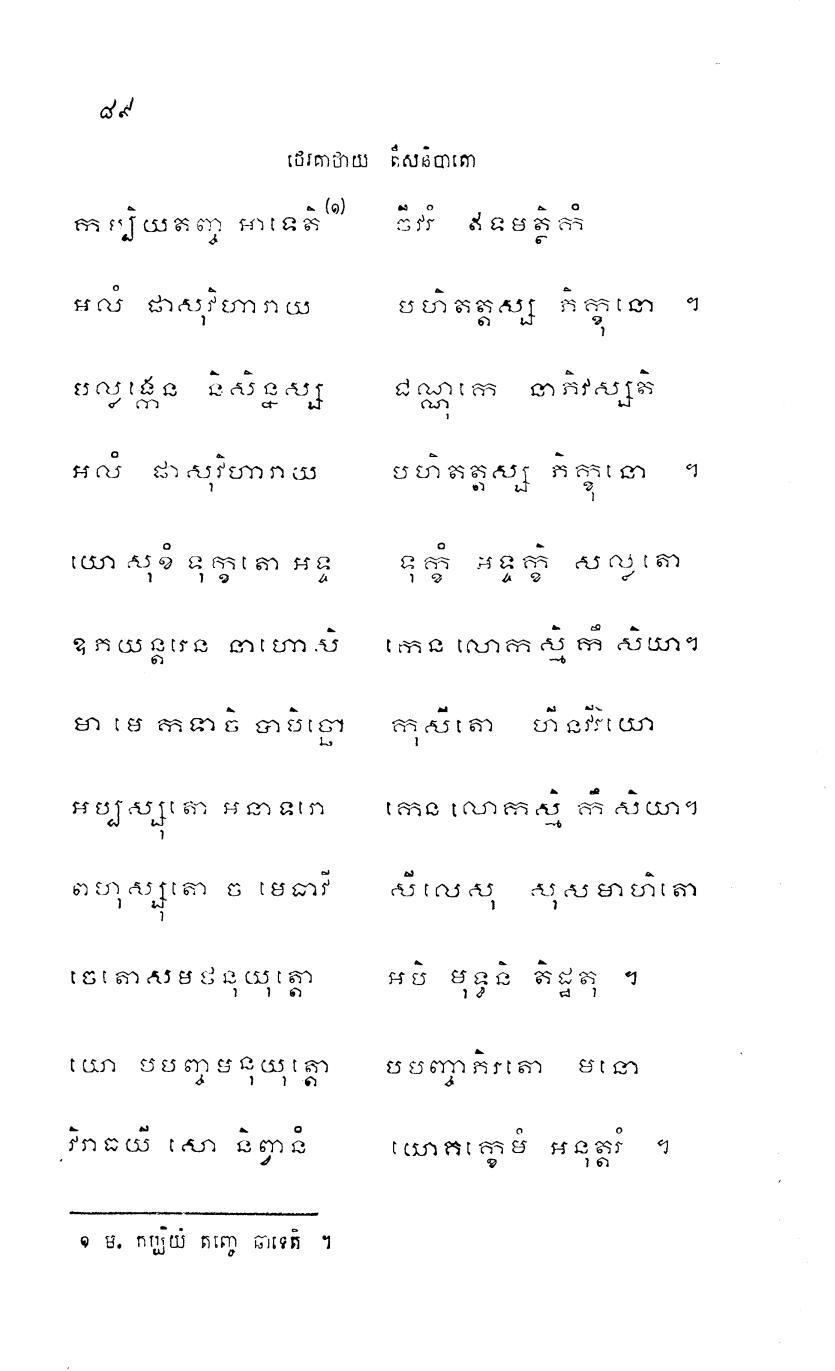 ៨៩
ថេរគាថាយ តឹសនិបាតោ
កប្បិយតញ្ច អាទេតិ(១) ចីវរំ ឥទមត្ថិកំ
អលំ ផាសុវិហារាយ បហិតត្តស្ស ភិក្ខុនោ ។
បល្លង្កេន និសិន្នស្ស ជណ្ណុកេ នាភិវស្សតិ
អលំ ផាសុវិហារាយ បហិតត្តស្ស ភិក្ខុនោ ។
យោ សុខំ ទុក្ខតោ អទ្ទ ទុក្ខំ អទ្ទក្ខិ សល្លតោ
ឧភយន្តរេន នាហោសិ កេន លោកស្មិ កឹ សិយា។
មា មេ កទាចិ បាបិច្ឆោ កុសីតោ ហីនវីរិយោ
អប្បស្សុតោ អនាទរោ កេន លោកស្មិ កឹ សិយា។
ពហុស្សុតោ ច មេធាវី សីលេសុ សុសមាហិតោ
ចេតោសមថនុយុត្តោ អបិ មុទ្ធនិ តិដ្ឋតុ ។
យោ បបញ្ចមនុយុត្តោ បបញ្ចាភិរតោ មនោ
វិរាធយី សោ និព្វានំ យោគក្ខេមំ អនុត្តរំ ។
១ ម. កប្បិយំ តញ្ចេ ឆាទេតិ ។